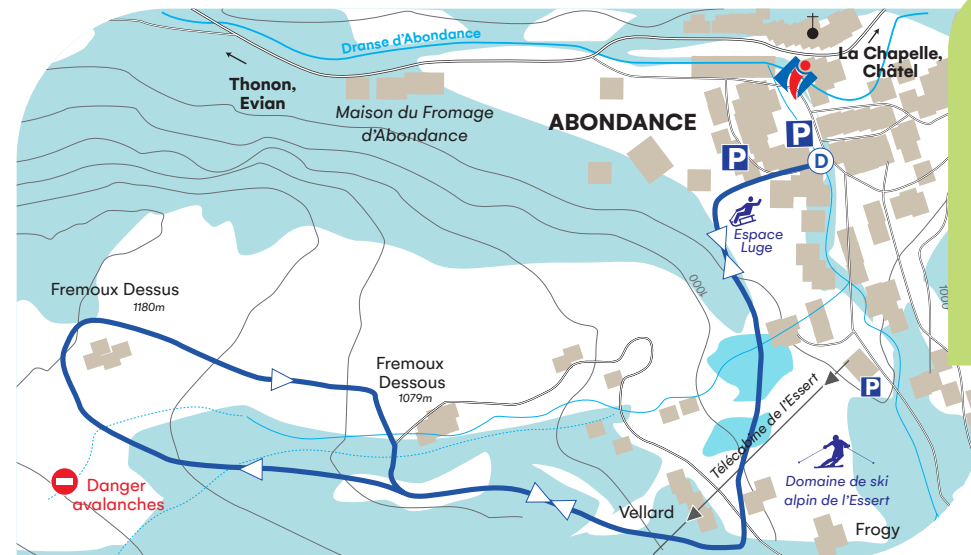 Dranse d'Abondance
La Chapelle,
Châtel
Thonon,
Evian
Maison du Fromage
d'Abondance
ABONDANCE
P
P
D
Espace
Luge
1000
1000
Fremoux Dessus
1180m
Fremoux
Dessous
1079m
P
Télécabine de l'Essert
Domaine de ski
alpin de l'Essert
Danger
avalanches
Vellard
Frogy